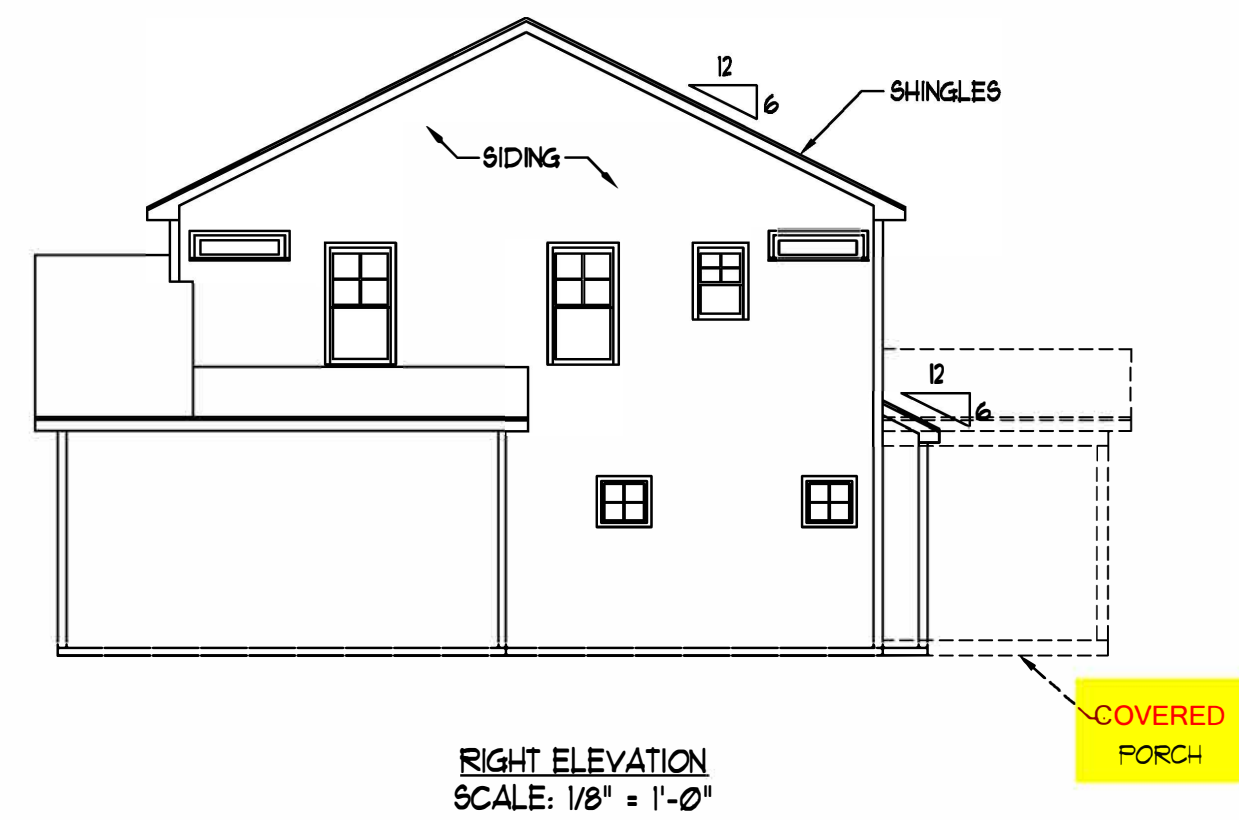 12
6
SHINGLES
SIDING
12
6
COVERED
PORCH
RIGHT ELEVATION
SCALE: 1/8" = 1'-0"